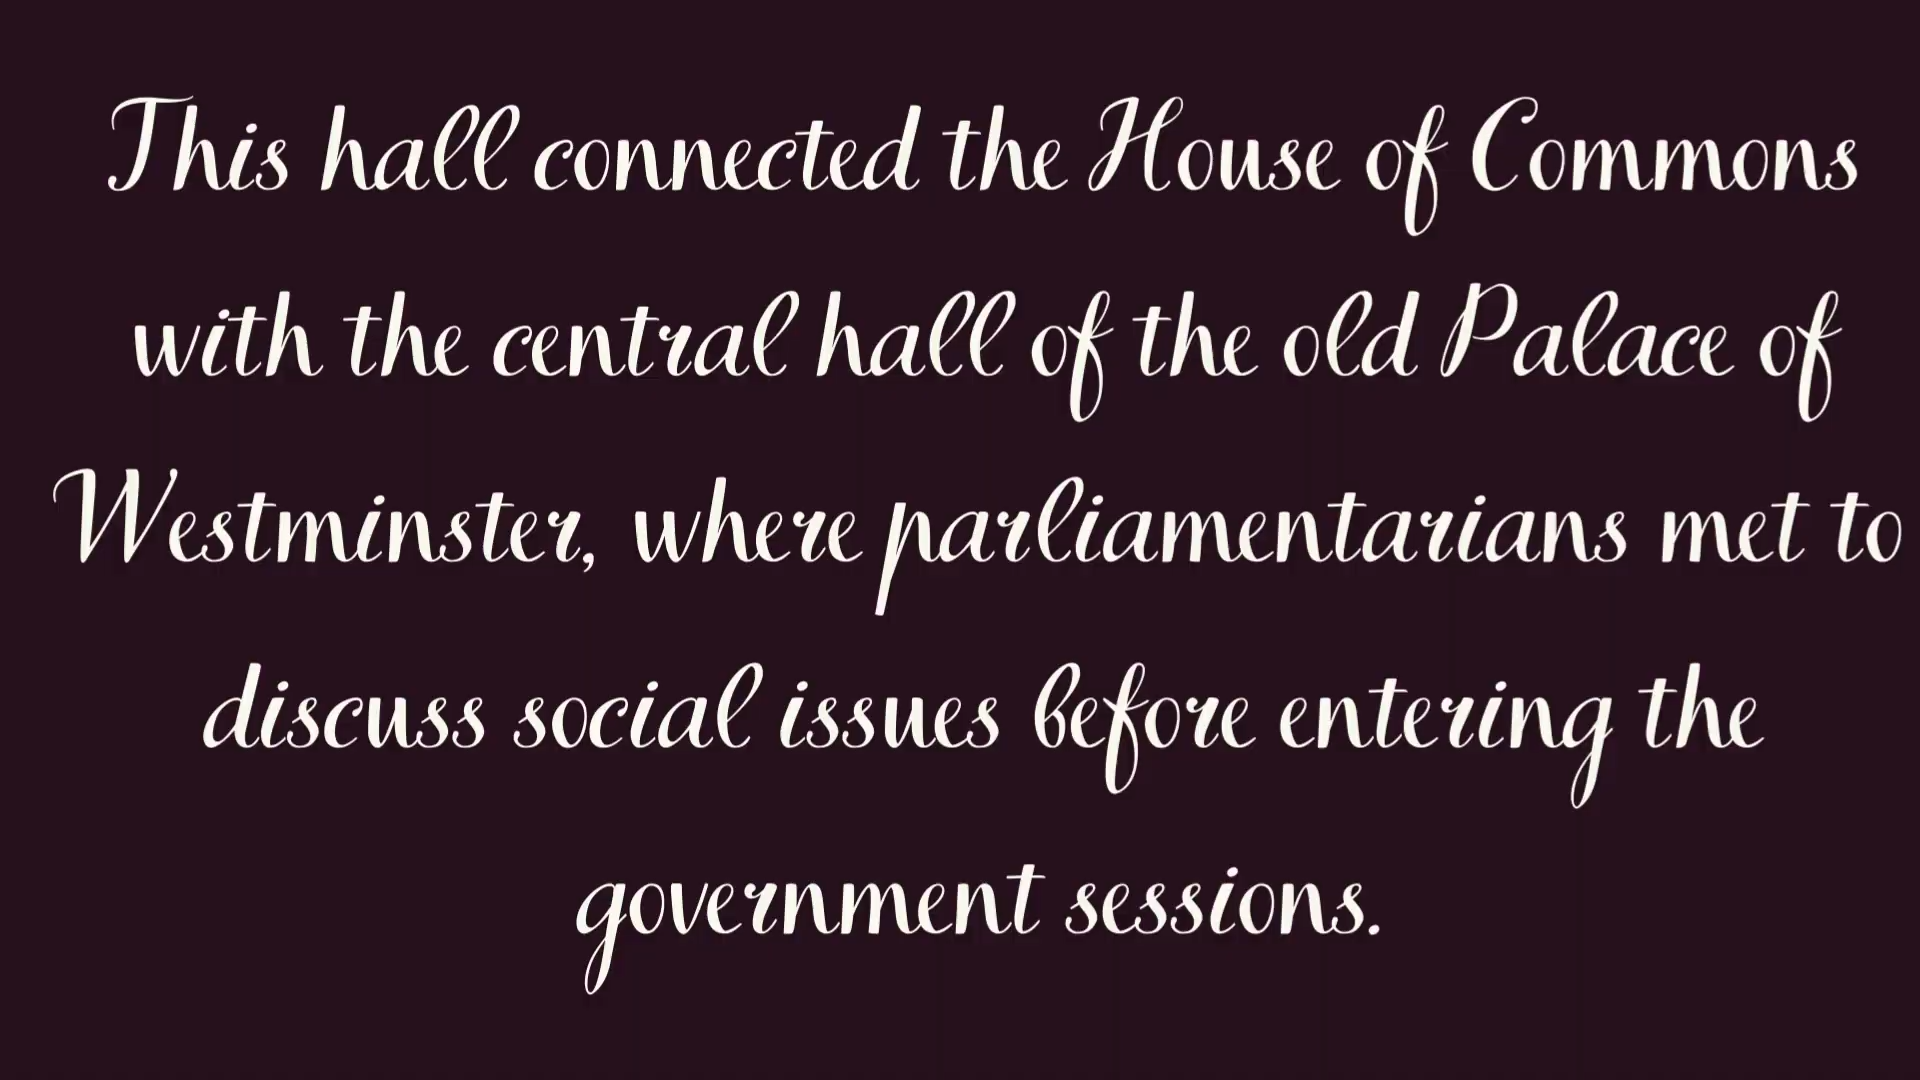 This hall connected the House of Commons
with the central hall of the old Palace of
Westminster, where parliamentarians met to
discuss social issues before entering the
government sessions.